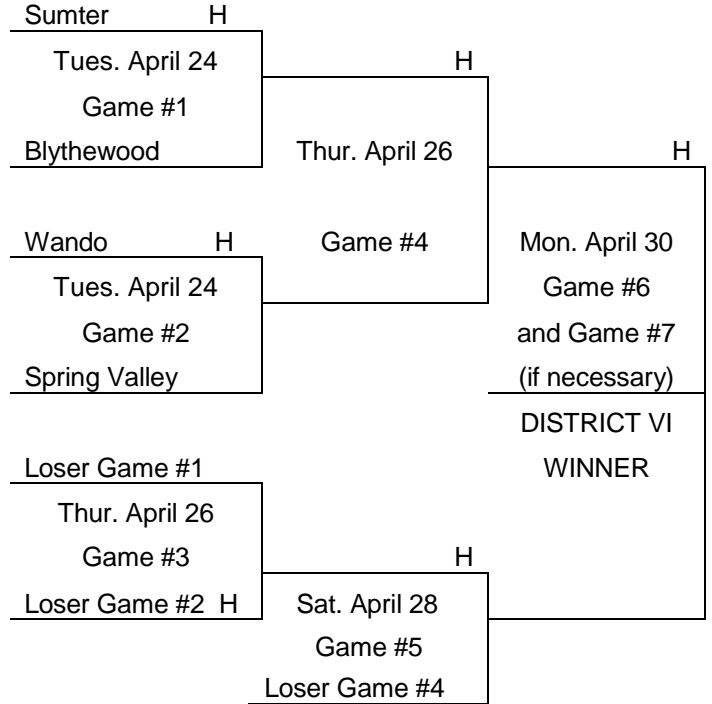 Sumter H
Tues. April 24
H
Game #1
Blythewood
Thur. April 26
H
Wando H
Game #4
Mon. April 30
Tues. April 24
Game #6
Game #2
and Game #7
Spring Valley
(if necessary)
DISTRICT VI
Loser Game #1
WINNER
Thur. April 26
Game #3
H
Loser Game #2 H
Sat. April 28
Game #5
Loser Game #4